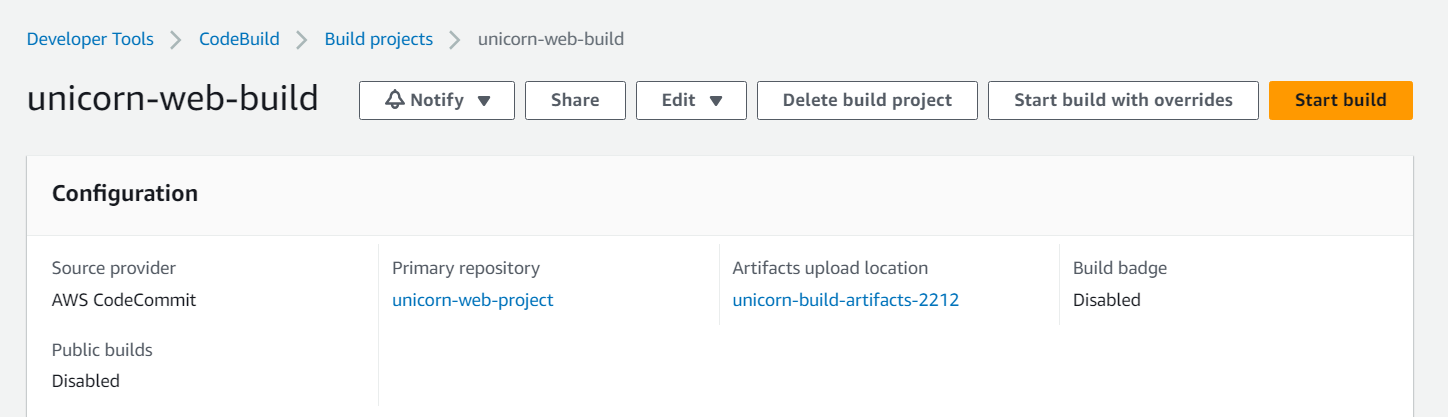 Developer Tools > CodeBuild > Build projects > unicorn-web-build
unicorn-web-build Notify ▼ Share Edit ▼ Delete build project Start build with overrides Start build
Configuration
Source provider Primary repository Artifacts upload location Build badge
AWS CodeCommit unicorn-web-project unicorn-build-artifacts-2212 Disabled
Public builds
Disabled